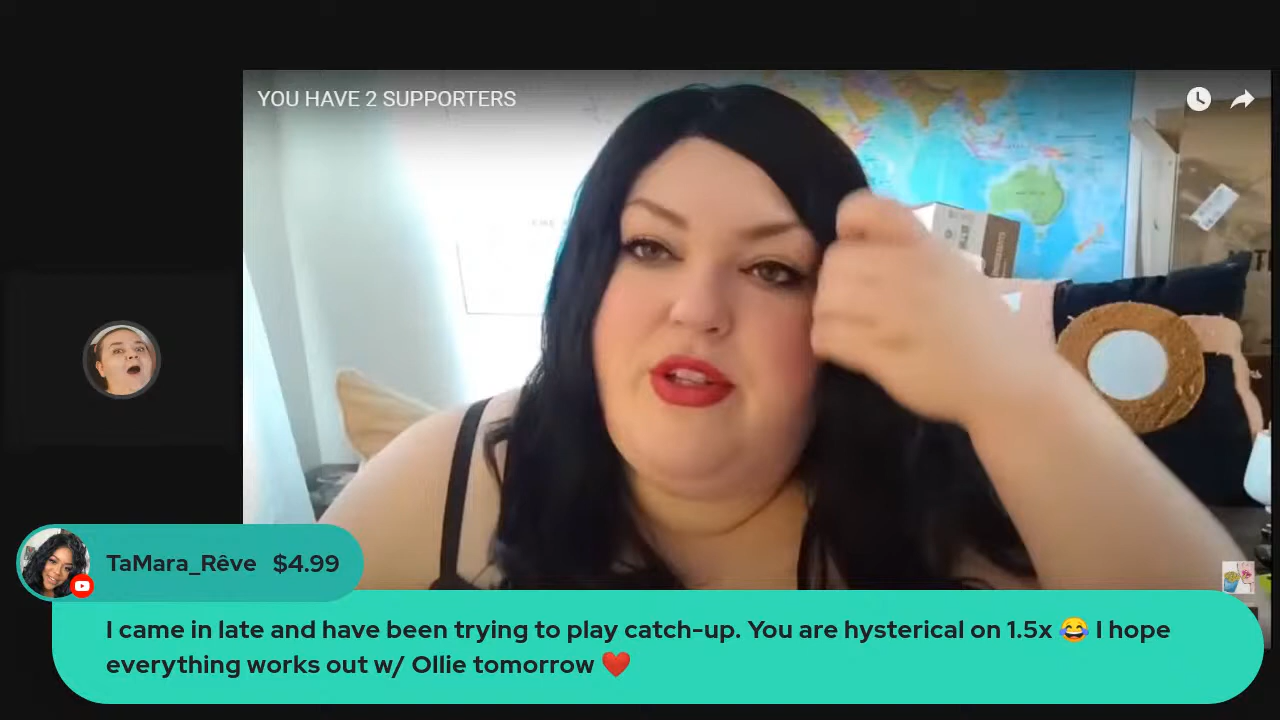 YOU HAVE 2 SUPPORTERS
TaMara_Rêve $4.99
I came in late and have been trying to play catch-up. You are hysterical on 1.5x 😂 I hope
everything works out w/ Ollie tomorrow ❤️